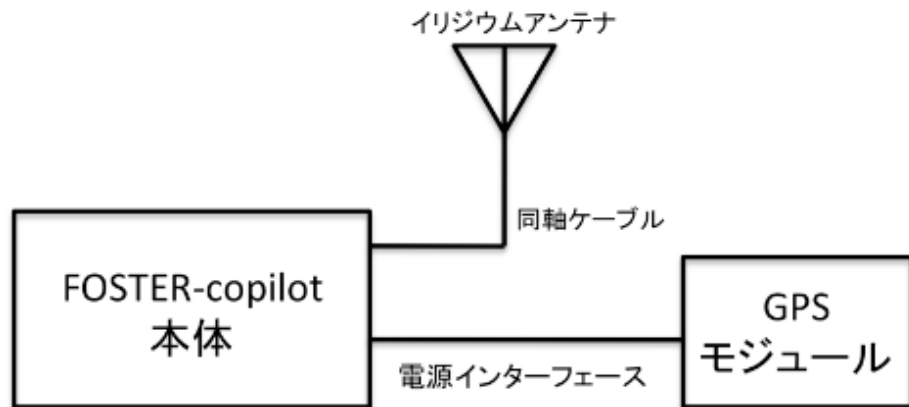 イリジウムアンテナ
同軸ケーブル
FOSTER-copilot
本体
GPS
モジュール
電源インターフェース